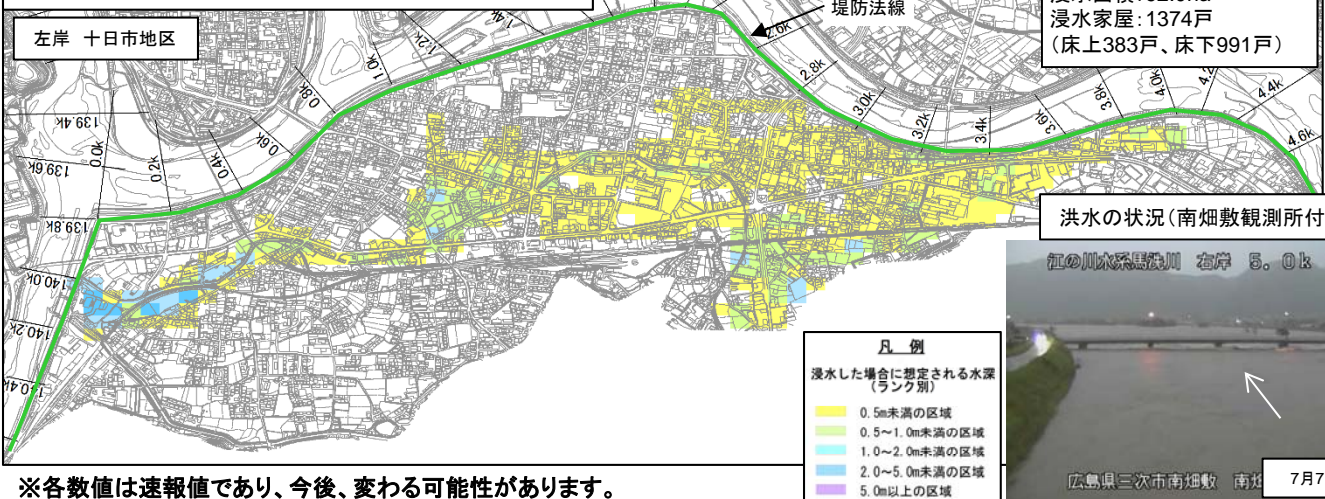 堤防法線
浸水家屋：1374戸
（床上383戸、床下991戸）
左岸 十日市地区
1.4k
1.2k
1.0k
0.8k
0.6k
0.4k
0.2k
0.0k
2.6k
2.8k
3.0k
3.2k
3.4k
3.6k
3.8k
4.0k
4.2
4.4k
4.6k
139.4k
139.6k
139.8k
140.0k
140.2k
140.4k
洪水の状況（南畑敷観測所付
江の川水系馬洗川 右岸 5.0k
広島県三次市南畑敷 南畑
7月7
凡 例
浸水した場合に想定される水深
（ランク別）
0.5m未満の区域
0.5～1.0m未満の区域
1.0～2.0m未満の区域
2.0～5.0m未満の区域
5.0m以上の区域
※各数値は速報値であり、今後、変わる可能性があります。